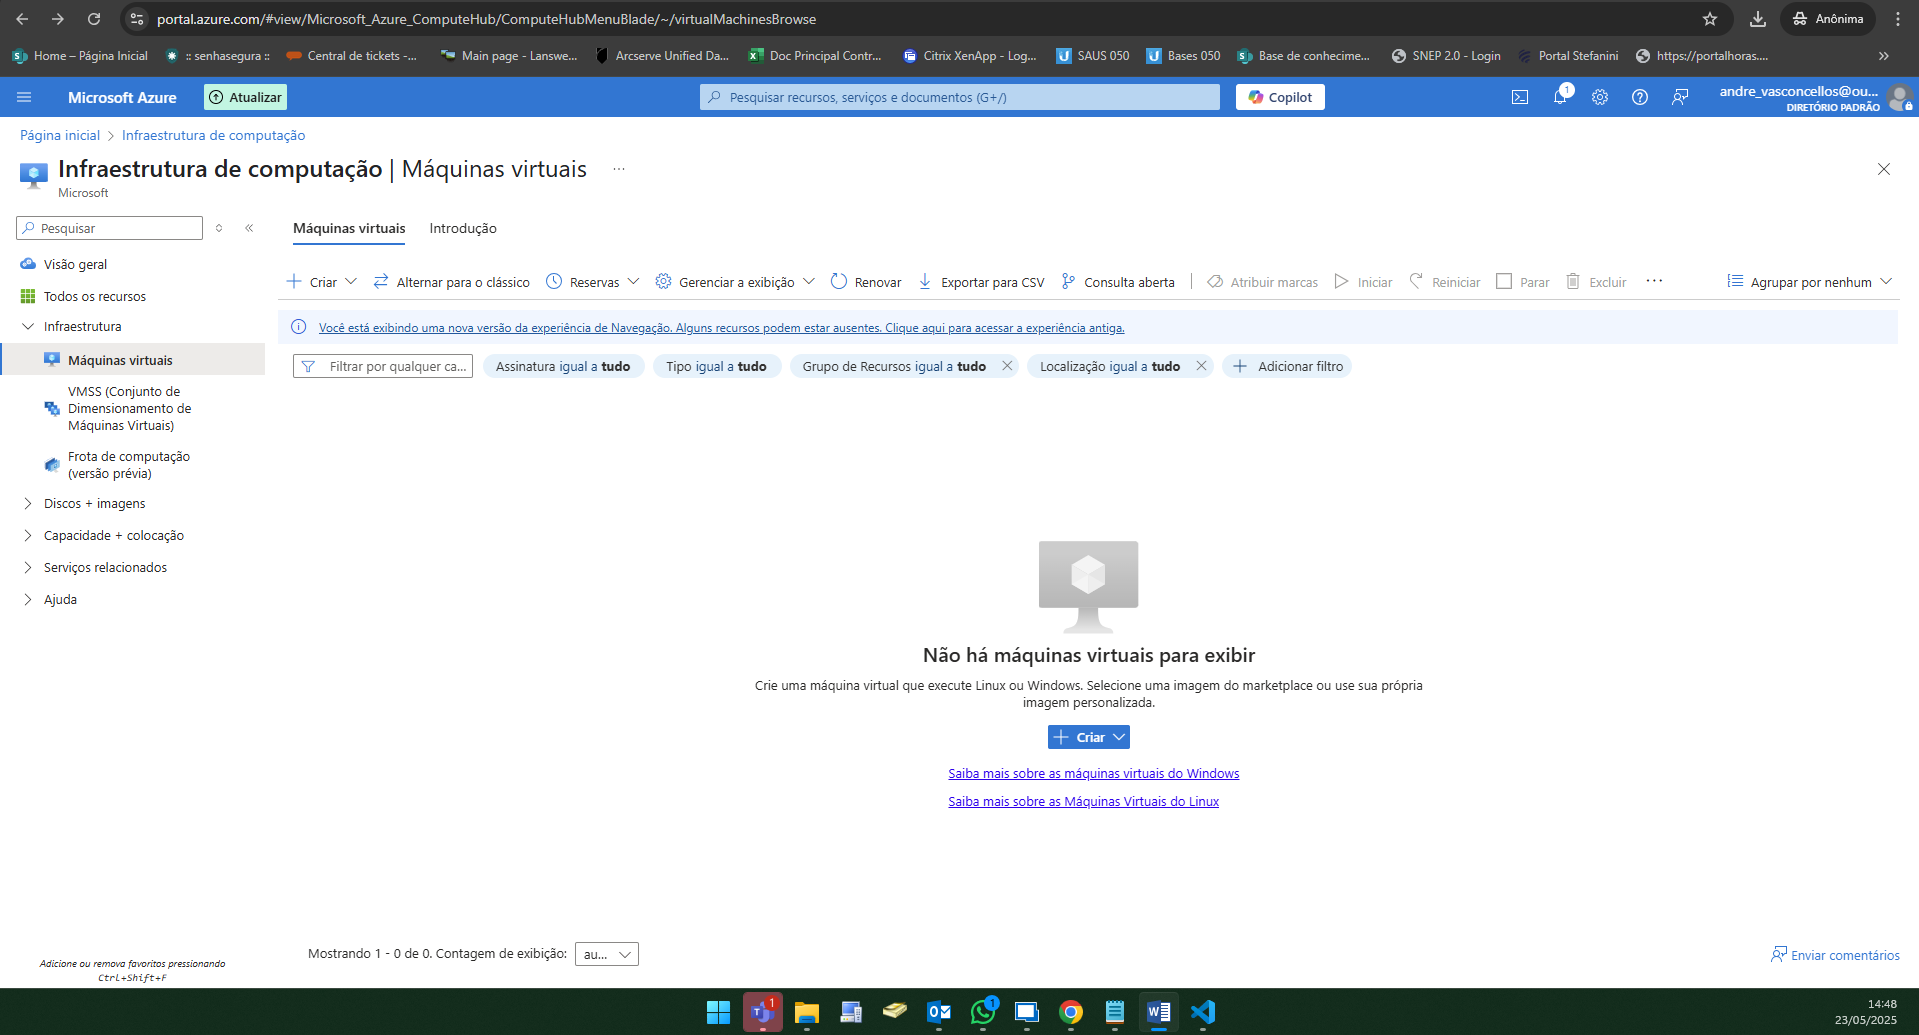 portal.azure.com/#view/Microsoft_Azure_ComputeHub/ComputeHubMenuBlade/~/virtualMachinesBrowse
Anônima
Home – Página Inicial
:: senhasegura ::
Central de tickets -...
Main page - Lanswe...
Arcserve Unified Da...
Doc Principal Contr...
Citrix XenApp - Log...
SAUS 050
Bases 050
Base de conhecime...
SNEP 2.0 - Login
Portal Stefanini
https://portalhoras....
Microsoft Azure
Atualizar
Pesquisar recursos, serviços e documentos (G+/)
Copilot
1
andre_vasconcellos@ou...
DIRETÓRIO PADRÃO
Página inicial > Infraestrutura de computação
Infraestrutura de computação | Máquinas virtuais ...
Microsoft
Pesquisar
Visão geral
Todos os recursos
Infraestrutura
Máquinas virtuais
VMSS (Conjunto de
Dimensionamento de
Máquinas Virtuais)
Frota de computação
(versão prévia)
Discos + imagens
Capacidade + colocação
Serviços relacionados
Ajuda
Adicione ou remova favoritos pressionando
Ctrl+Shift+F
Máquinas virtuais
Introdução
Criar
Alternar para o clássico
Reservas
Gerenciar a exibição
Renovar
Exportar para CSV
Consulta aberta
Atribuir marcas
Iniciar
Reiniciar
Parar
Excluir
...
Agrupar por nenhum
Você está exibindo uma nova versão da experiência de Navegação. Alguns recursos podem estar ausentes. Clique aqui para acessar a experiência antiga.
Filtrar por qualquer ca...
Assinatura igual a tudo
Tipo igual a tudo
Grupo de Recursos igual a tudo
Localização igual a tudo
Adicionar filtro
Não há máquinas virtuais para exibir
Crie uma máquina virtual que execute Linux ou Windows. Selecione uma imagem do marketplace ou use sua própria
imagem personalizada.
Criar
Saiba mais sobre as máquinas virtuais do Windows
Saiba mais sobre as Máquinas Virtuais do Linux
Mostrando 1 - 0 de 0. Contagem de exibição:
au...
Enviar comentários
1
1
14:48
23/05/2025